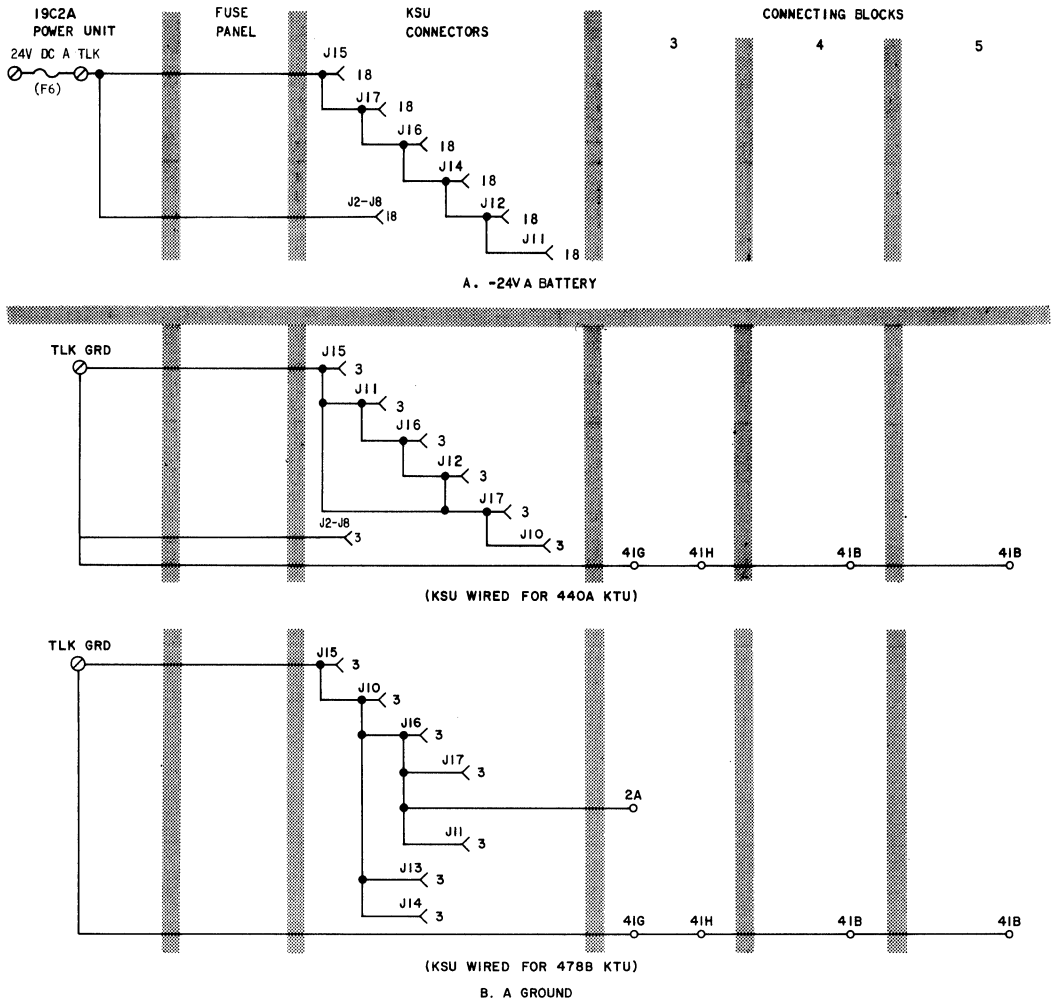 19C2A
POWER UNIT
FUSE
PANEL
KSU
CONNECTORS
CONNECTING BLOCKS
3
4
5
24V DC A TLK
(F6)
J15
18
J17
18
J16
18
J14
18
J2-J8
18
J12
18
J11
18
A. -24V A BATTERY
TLK GRD
J15
3
J11
3
J16
3
J12
3
J17
3
J2-J8
3
J10
3
41G
41H
41B
41B
(KSU WIRED FOR 440A KTU)
TLK GRD
J15
3
J10
3
J16
3
J17
3
2A
J11
3
J13
3
J14
3
41G
41H
41B
41B
(KSU WIRED FOR 478B KTU)
B. A GROUND